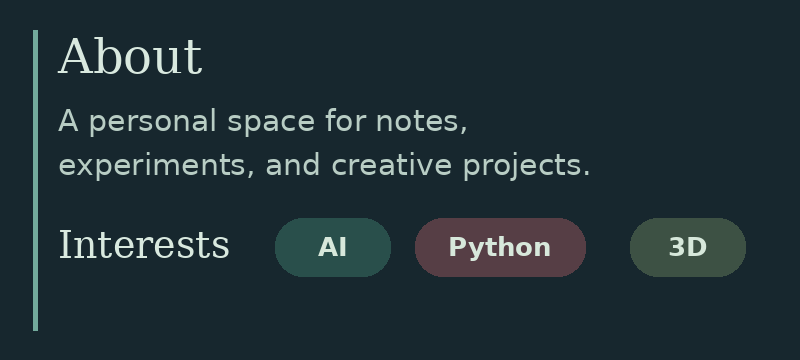 About
A personal space for notes,
experiments, and creative projects.
Interests AI Python 3D